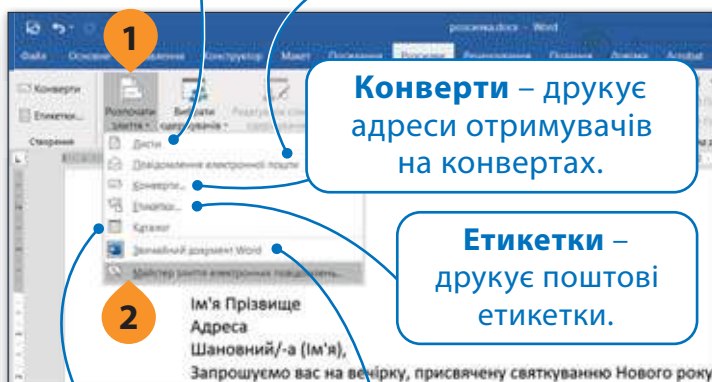 розсилка.docx - Word
Файл
Конструктор Макет Посилання Розсилки Рецензування Подання Довідка Acrobat
1
Конверти
Етикетки...
Створення
Розпочати
злиття
Вибрати
одержувачів
Листи
Повідомлення електронної пошти
Конверти...
Етикетки...
Каталог
Звичайний документ Word
Майстер злиття електронних повідомлень...
2
Конверти – друкує
адреси отримувачів
на конвертах.
Етикетки –
друкує поштові
етикетки.
Ім'я Прізвище
Адреса
Шановний/-а (Ім'я),
Запрошуємо вас на вечірку, присвячену святкуванню Нового року